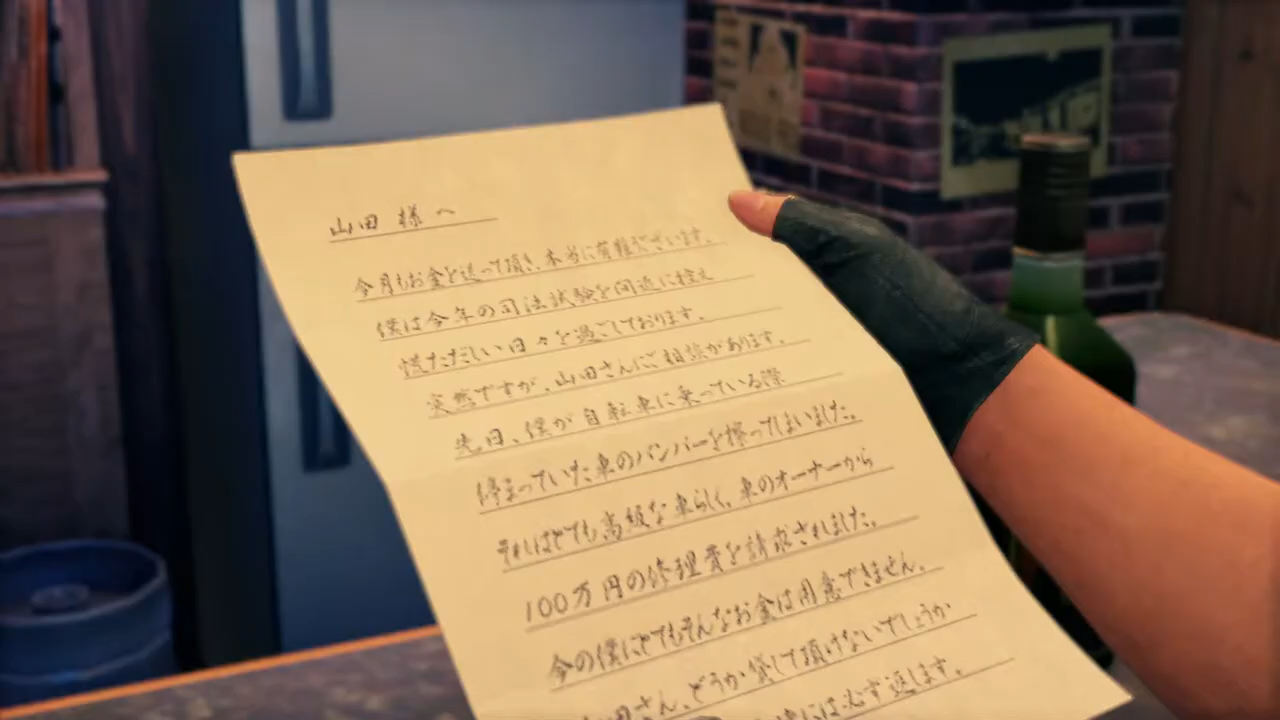 山田様へ
今月もお金を送って頂き、本当に有難うございます。
僕は今年の司法試験を間近に控え
慌ただしい日々を過ごしております。
突然ですが、山田さんにご相談があります。
先日、僕が自転車に乗っている際
停まっていた車のバンパーを擦ってしまいました。
それはとても高級な車らしく、車のオーナーから
100万円の修理費を請求されました。
今の僕にとてもそんなお金は用意できません。
山田さん、どうか貸して頂けないでしょうか
には必ず返します。